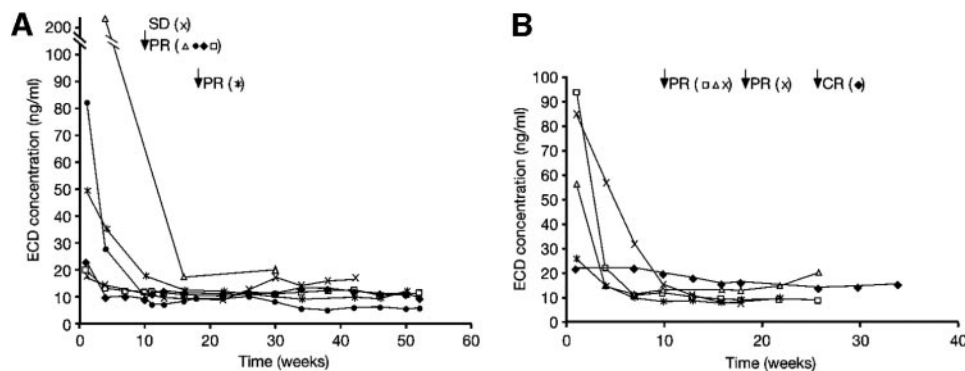 A
ECD concentration (ng/ml)
200
100
90
80
70
60
50
40
30
20
10
0
SD (×)
PR (△●◆□)
PR (✳)
0 10 20 30 40 50 60
Time (weeks)
B
ECD concentration (ng/ml)
100
90
80
70
60
50
40
30
20
10
0
PR (□△×) PR (×) CR (◆)
0 10 20 30 40
Time (weeks)